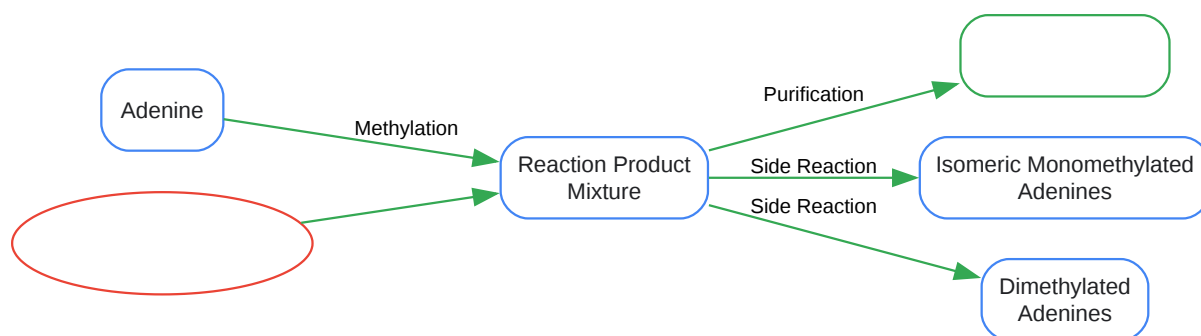 Adenine
Methylation
Reaction Product
Mixture
Purification
Side Reaction
Side Reaction
Isomeric Monomethylated
Adenines
Dimethylated
Adenines